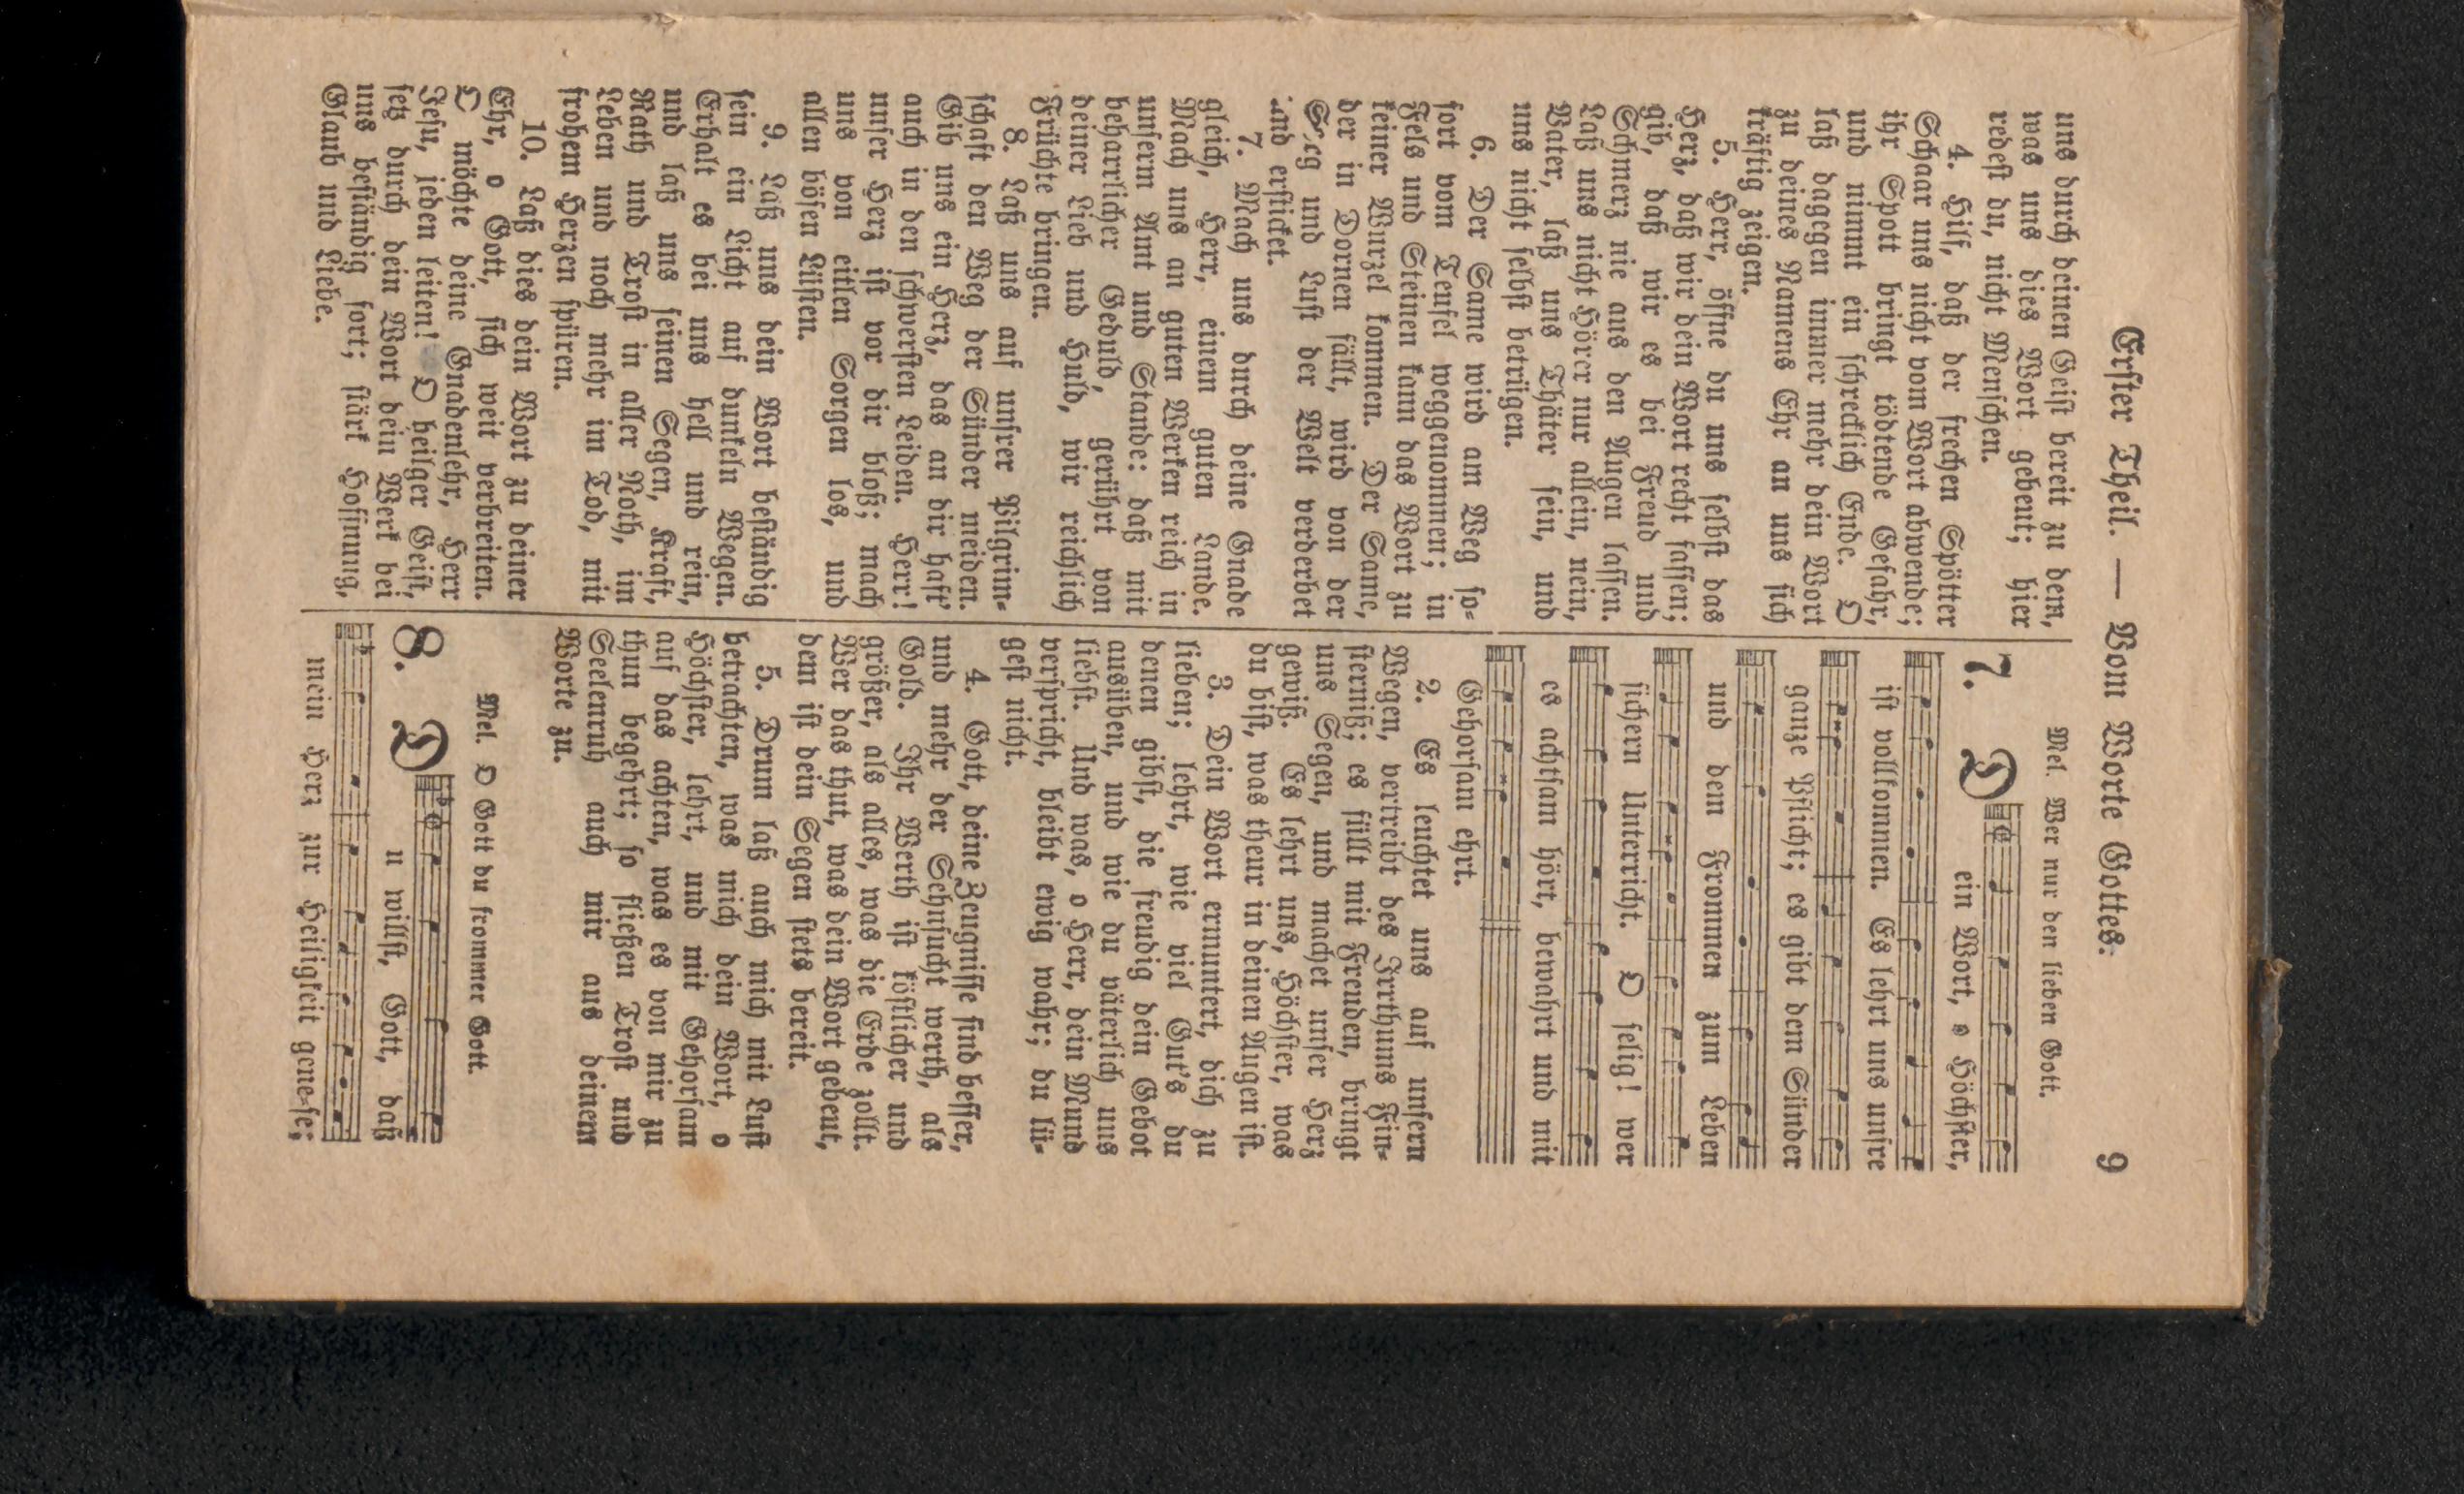 Erster Theil. — Vom Worte Gottes. 9
uns durch deinen Geist bereit zu dem,
was uns dies Wort gebeut; hier
redest du, nicht Menschen.
4. Hilf, daß der frechen Spötter
Schaar uns nicht vom Wort abwende;
ihr Spott bringt tödtende Gefahr,
und nimmt ein schrecklich Ende. O
laß dagegen immer mehr dein Wort
zu deines Namens Ehr an uns sich
kräftig zeigen.
5. Herr, öffne du uns selbst das
Herz, daß wir dein Wort recht fassen;
gib, daß wir es bei Freud und
Schmerz nie aus den Augen lassen.
Laß uns nicht Hörer nur allein, nein,
Vater, laß uns Thäter sein, und
uns nicht selbst betrügen.
6. Der Same wird am Weg so-
fort vom Teufel weggenommen; in
Fels und Steinen kann das Wort zu
keiner Wurzel kommen. Der Same,
der in Dornen fällt, wird von der
Sorg und Lust der Welt verderbet
und ersticket.
7. Mach uns durch deine Gnade
gleich, Herr, einem guten Lande.
Mach uns an guten Werken reich in
unserm Amt und Stande: daß mit
beharrlicher Geduld, gerührt von
deiner Lieb und Huld, wir reichlich
Früchte bringen.
8. Laß uns auf unsrer Pilgrim-
schaft den Weg der Sünder meiden.
Gib uns ein Herz, das an dir haft'
auch in den schwersten Leiden. Herr!
unser Herz ist vor dir bloß; mach
uns von eitlen Sorgen los, und
allen bösen Lüsten.
9. Laß uns dein Wort beständig
sein ein Licht auf dunkeln Wegen.
Erhalt es bei uns hell und rein,
und laß uns seinen Segen, Kraft,
Rath und Trost in aller Noth, im
Leben und noch mehr im Tod, mit
frohem Herzen spüren.
10. Laß dies dein Wort zu deiner
Ehr, o Gott, sich weit verbreiten.
O möchte deine Gnadenlehr, Herr
Jesu, jeden leiten! O heilger Geist,
setz durch dein Wort dein Werk bei
uns beständig fort; stärk Hoffnung,
Glaub und Liebe.
Mel. Wer nur den lieben Gott.
7. Dein Wort, o Höchster,
ist vollkommen. Es lehrt uns unsre
ganze Pflicht; es gibt dem Sünder
und dem Frommen zum Leben
sichern Unterricht. O selig! wer
es achtsam hört, bewahrt und mit
Gehorsam ehrt.
2. Es leuchtet uns auf unsern
Wegen, vertreibt des Irrthums Fin-
sterniß; es füllt mit Freuden, bringt
uns Segen, und machet unser Herz
gewiß. Es lehrt uns, Höchster, was
du bist, was theur in deinen Augen ist.
3. Dein Wort ermuntert, dich zu
lieben; lehrt, wie viel Gut's du
denen gibst, die freudig dein Gebot
ausüben, und wie du väterlich uns
liebst. Und was, o Herr, dein Mund
verspricht, bleibt ewig wahr; du lü-
gest nicht.
4. Gott, deine Zeugnisse sind besser,
und mehr der Sehnsucht werth, als
Gold. Ihr Werth ist köstlicher und
größer, als alles, was die Erde zollt.
Wer das thut, was dein Wort gebeut,
dem ist dein Segen stets bereit.
5. Drum laß auch mich mit Lust
betrachten, was mich dein Wort, o
Höchster, lehrt, und mit Gehorsam
auf das achten, was es von mir zu
thun begehrt; so fließen Trost und
Seelenruh auch mir aus deinem
Worte zu.
Mel. O Gott du frommer Gott.
8. Du willst, Gott, daß
mein Herz zur Heiligkeit gene=se;